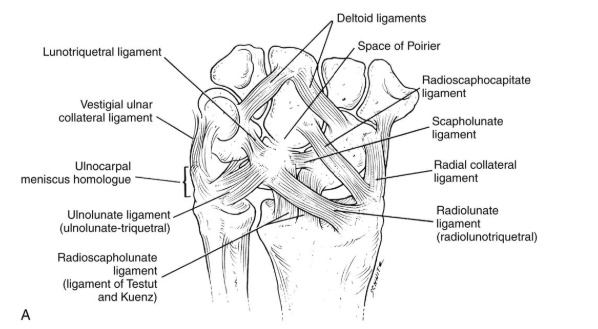 Deltoid ligaments
Lunotriquetral ligament
Space of Poirier
Radioscaphocapitate
ligament
Vestigial ulnar
collateral ligament
Scapholunate
ligament
Ulnocarpal
meniscus homologue
Radial collateral
ligament
Ulnolunate ligament
(ulnolunate-triquetral)
Radiolunate
ligament
(radiolunotriquetral)
Radioscapholunate
ligament
(ligament of Testut
and Kuenz)
A